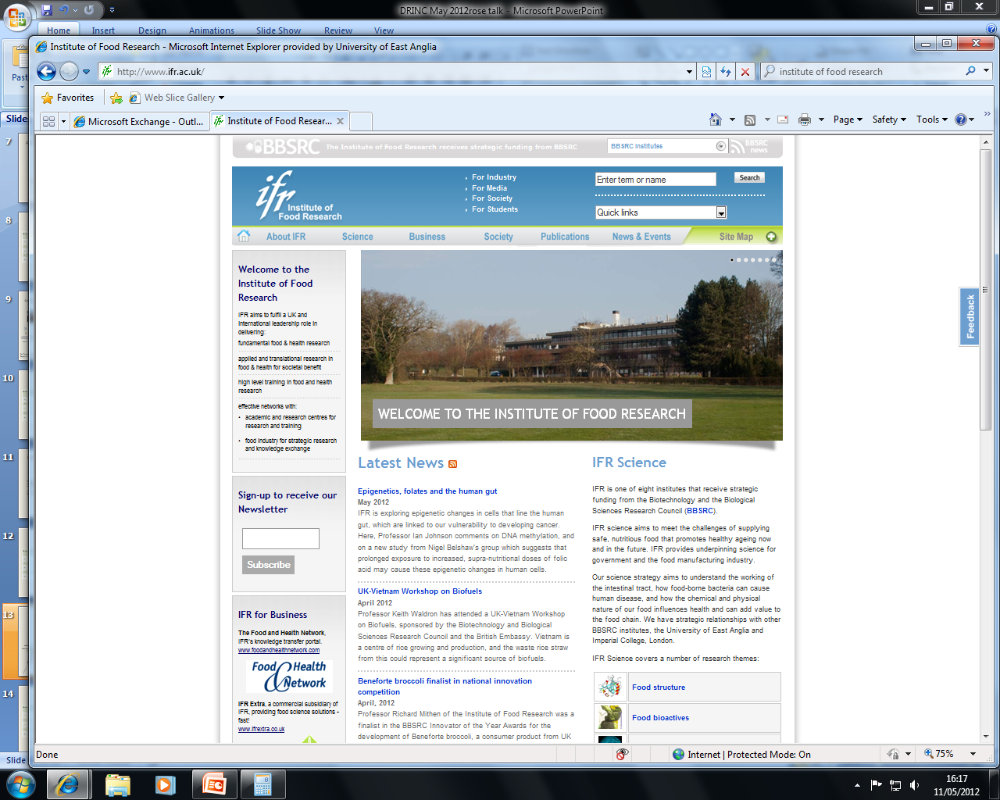 DRINC May 2012rose talk - Microsoft PowerPoint
Home Insert Design Animations Slide Show Review View
Past
Slide
7
8
9
10
11
12
13
14
Slide
Institute of Food Research - Microsoft Internet Explorer provided by University of East Anglia
http://www.ifr.ac.uk/
institute of food research
Favorites Web Slice Gallery
Microsoft Exchange - Outl... Institute of Food Resear... Page Safety Tools
BBSRC The Institute of Food Research receives strategic funding from BBSRC BBSRC Institutes BBSRC news
ifr Institute of
Food Research
For Industry
For Media
For Society
For Students
Enter term or name Search
Quick links
About IFR Science Business Society Publications News & Events Site Map
Welcome to the
Institute of Food
Research
IFR aims to fulfil a UK and
international leadership role in
delivering:
fundamental food & health research
applied and translational research in
food & health for societal benefit
high level training in food and health
research
effective networks with:
• academic and research centres for
research and training
• food industry for strategic research
and knowledge exchange
Sign-up to receive our
Newsletter
Subscribe
IFR for Business
The Food and Health Network,
IFR's knowledge transfer portal.
www.foodandhealthnetwork.com
Food & Health
Network
IFR Extra, a commercial subsidiary of
IFR, providing food science solutions -
fast!
www.ifrextra.co.uk
WELCOME TO THE INSTITUTE OF FOOD RESEARCH
Latest News
Epigenetics, folates and the human gut
May 2012
IFR is exploring epigenetic changes in cells that line the human
gut, which are linked to our vulnerability to developing cancer.
Here, Professor Ian Johnson comments on DNA methylation, and
on a new study from Nigel Belshaw's group which suggests that
prolonged exposure to increased, supra-nutritional doses of folic
acid may cause these epigenetic changes in human cells.
UK-Vietnam Workshop on Biofuels
April 2012
Professor Keith Waldron has attended a UK-Vietnam Workshop
on Biofuels, sponsored by the Biotechnology and Biological
Sciences Research Council and the British Embassy. Vietnam is
a centre of rice growing and production, and the waste rice straw
from this could represent a significant source of biofuels.
Beneforte broccoli finalist in national innovation
competition
April, 2012
Professor Richard Mithen of the Institute of Food Research was a
finalist in the BBSRC Innovator of the Year Awards for the
development of Beneforte broccoli, a consumer product from UK
IFR Science
IFR is one of eight institutes that receive strategic
funding from the Biotechnology and the Biological
Sciences Research Council (BBSRC).
IFR science aims to meet the challenges of supplying
safe, nutritious food that promotes healthy ageing now
and in the future. IFR provides underpinning science for
government and the food manufacturing industry.
Our science strategy aims to understand the working of
the intestinal tract, how food-borne bacteria can cause
human disease, and how the chemical and physical
nature of our food influences health and can add value to
the food chain. We have strategic relationships with other
BBSRC institutes, the University of East Anglia and
Imperial College, London.
IFR Science covers a number of research themes:
Food structure
Food bioactives
Feedback
Done Internet | Protected Mode: On 75%
16:17
11/05/2012